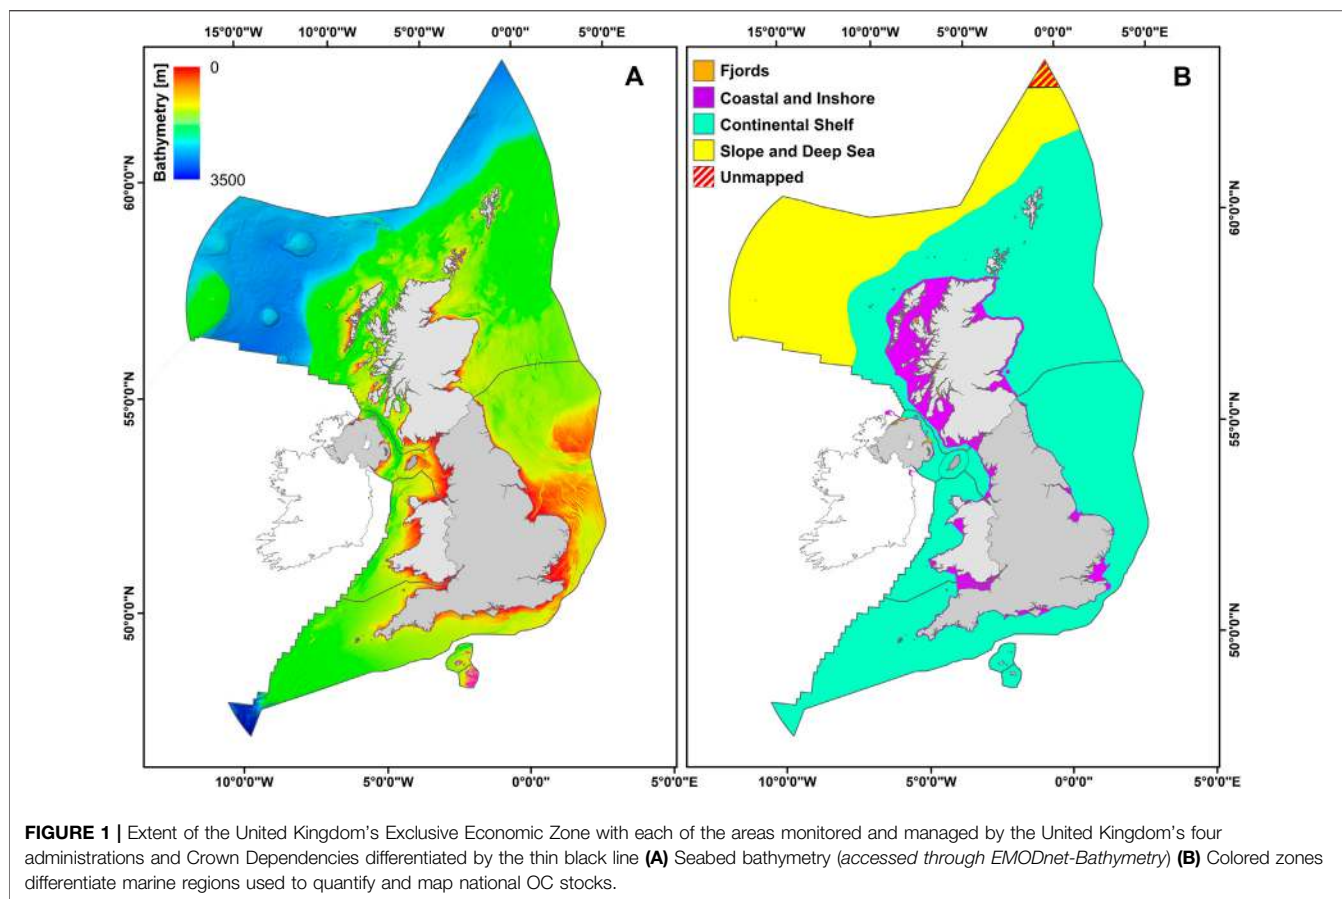 15°0'0"W 10°0'0"W 5°0'0"W 0°0'0" 5°0'0"E
15°0'0"W 10°0'0"W 5°0'0"W 0°0'0" 5°0'0"E
Bathymetry [m]
0
3500
A
Fjords
Coastal and Inshore
Continental Shelf
Slope and Deep Sea
Unmapped
B
60°0'0"N
55°0'0"N
50°0'0"N
60°0'0"N
55°0'0"N
50°0'0"N
10°0'0"W 5°0'0"W 0°0'0" 5°0'0"E
10°0'0"W 5°0'0"W 0°0'0" 5°0'0"E
FIGURE 1 | Extent of the United Kingdom's Exclusive Economic Zone with each of the areas monitored and managed by the United Kingdom's four
administrations and Crown Dependencies differentiated by the thin black line (A) Seabed bathymetry (accessed through EMODnet-Bathymetry) (B) Colored zones
differentiate marine regions used to quantify and map national OC stocks.